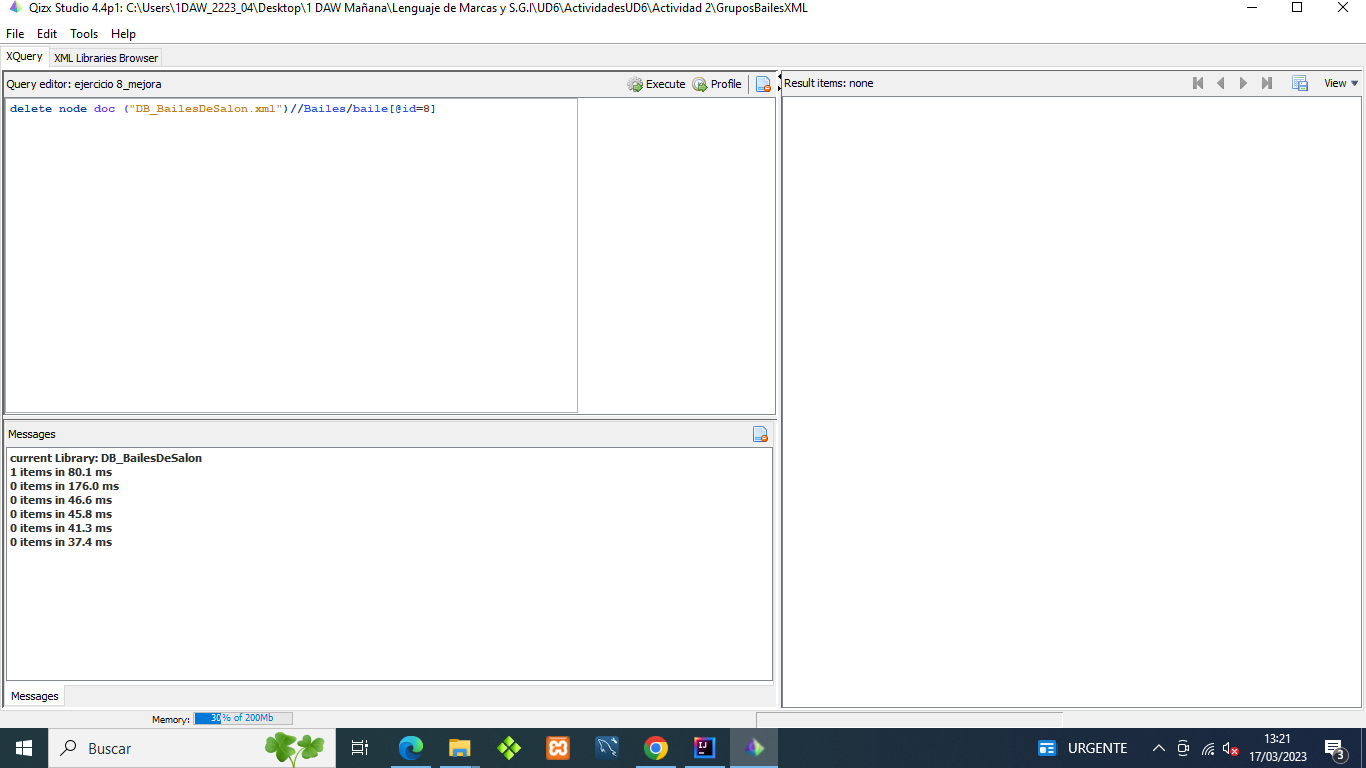 Qizx Studio 4.4p1: C:\Users\1DAW_2223_04\Desktop\1 DAW Mañana\Lenguaje de Marcas y S.G.I\UD6\ActividadesUD6\Actividad 2\GruposBailesXML
File Edit Tools Help
XQuery XML Libraries Browser
Query editor: ejercicio 8_mejora Execute Profile
Result items: none View
delete node doc ("DB_BailesDeSalon.xml")//Bailes/baile[@id=8]
Messages
current Library: DB_BailesDeSalon
1 items in 80.1 ms
0 items in 176.0 ms
0 items in 46.6 ms
0 items in 45.8 ms
0 items in 41.3 ms
0 items in 37.4 ms
Messages
Memory: 30% of 200Mb
Buscar
URGENTE
13:21
17/03/2023
3